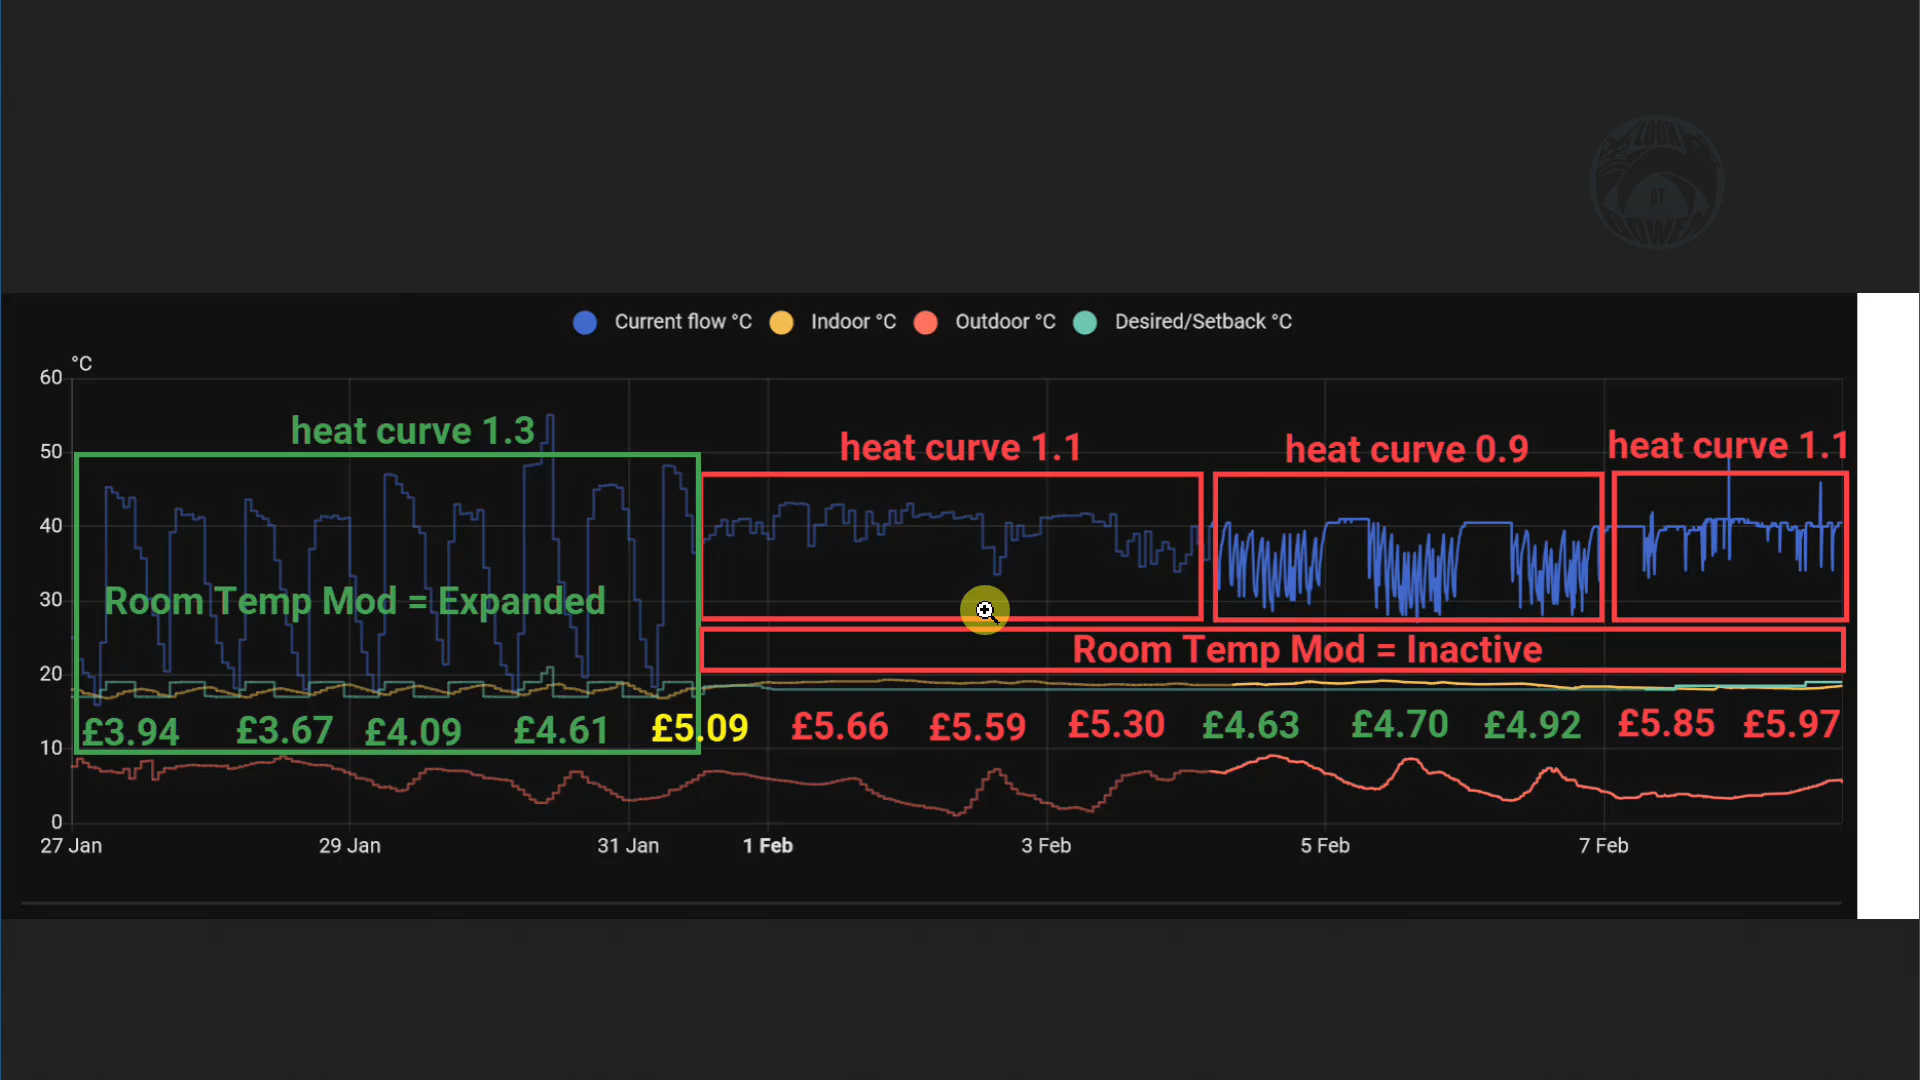 Current flow °C Indoor °C Outdoor °C Desired/Setback °C
°C
60
50
40
30
20
10
0
heat curve 1.3
heat curve 1.1
heat curve 0.9
heat curve 1.1
Room Temp Mod = Expanded
Room Temp Mod = Inactive
£3.94 £3.67 £4.09 £4.61 £5.09 £5.66 £5.59 £5.30 £4.63 £4.70 £4.92 £5.85 £5.97
27 Jan 29 Jan 31 Jan 1 Feb 3 Feb 5 Feb 7 Feb
AT